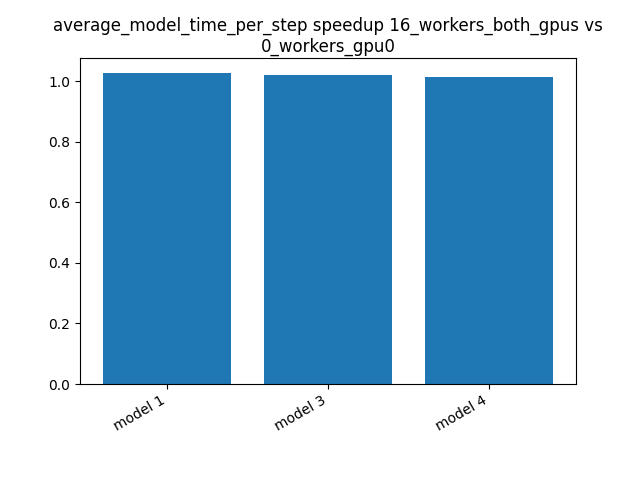 average_model_time_per_step speedup 16_workers_both_gpus vs
0_workers_gpu0
1.0
0.8
0.6
0.4
0.2
0.0
model 1
model 3
model 4